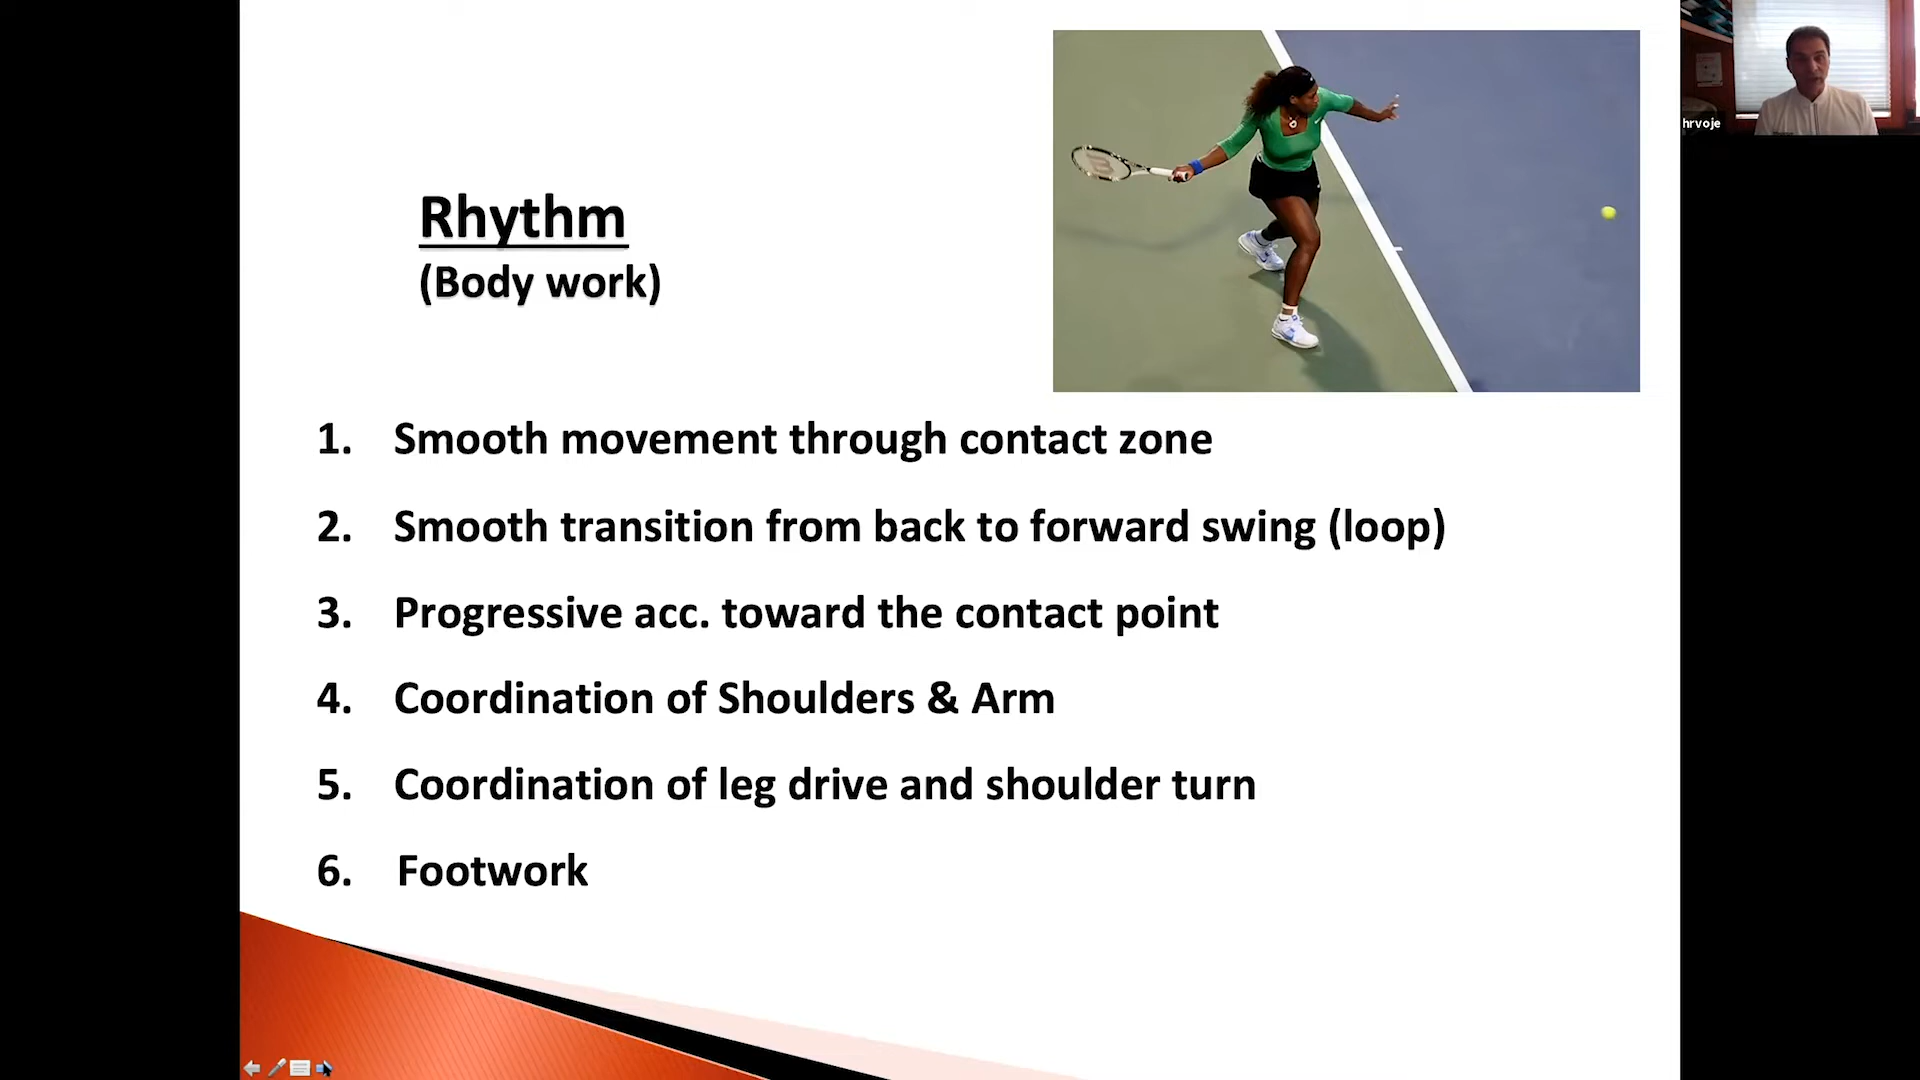 Rhythm
(Body work)
1. Smooth movement through contact zone
2. Smooth transition from back to forward swing (loop)
3. Progressive acc. toward the contact point
4. Coordination of Shoulders & Arm
5. Coordination of leg drive and shoulder turn
6. Footwork
hrvoje